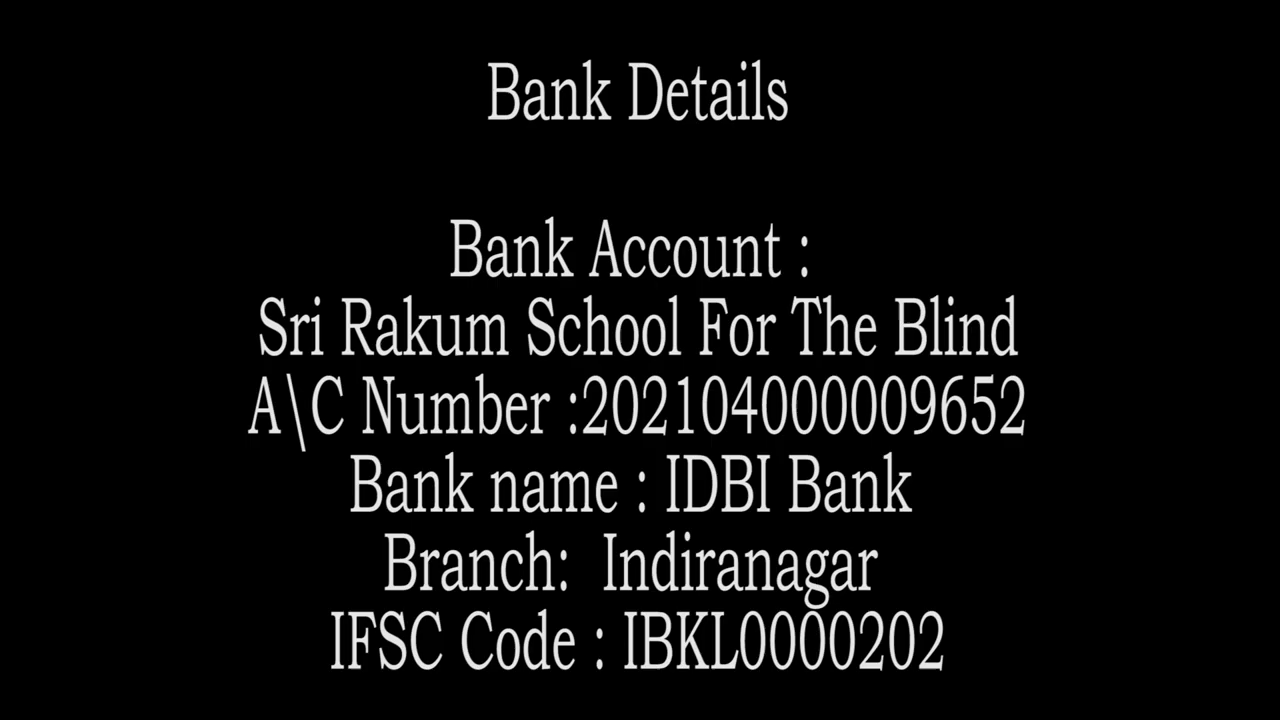 Bank Details
Bank Account :
Sri Rakum School For The Blind
A\C Number :202104000009652
Bank name : IDBI Bank
Branch:  Indiranagar
IFSC Code : IBKL0000202